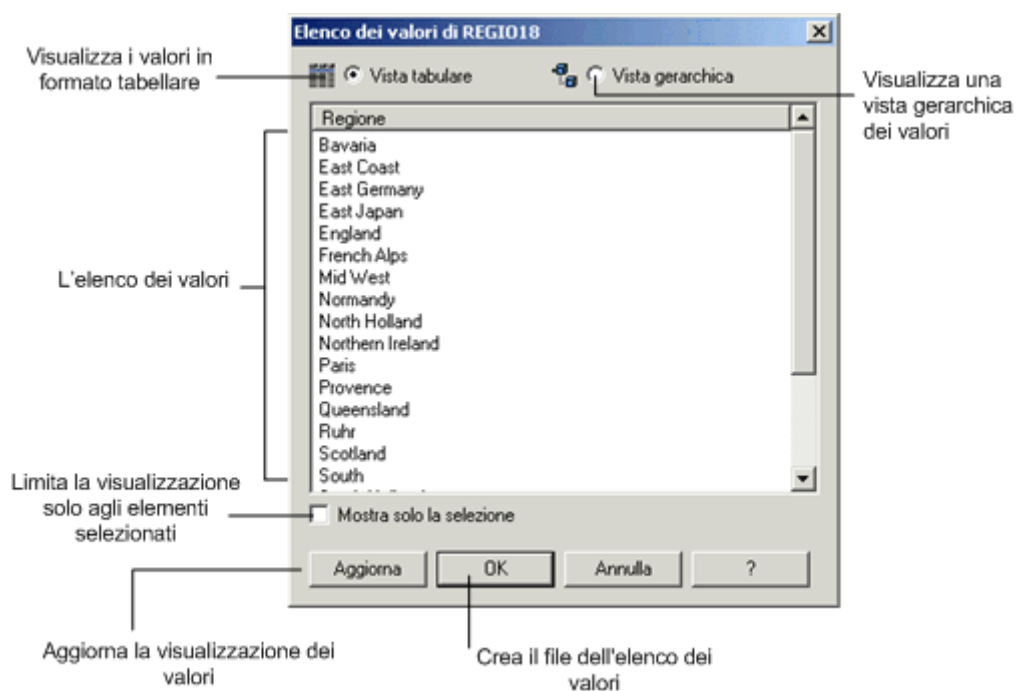 Elenco dei valori di REGIO18
Visualizza i valori in
formato tabellare
Vista tabulare
Vista gerarchica
Visualizza una
vista gerarchica
dei valori
Regione
Bavaria
East Coast
East Germany
East Japan
England
French Alps
Mid West
Normandy
North Holland
Northern Ireland
Paris
Provence
Queensland
Ruhr
Scotland
South
L'elenco dei valori
Limita la visualizzazione
solo agli elementi
selezionati
Mostra solo la selezione
Aggiorna
OK
Annulla
?
Aggiorna la visualizzazione dei
valori
Crea il file dell'elenco dei
valori